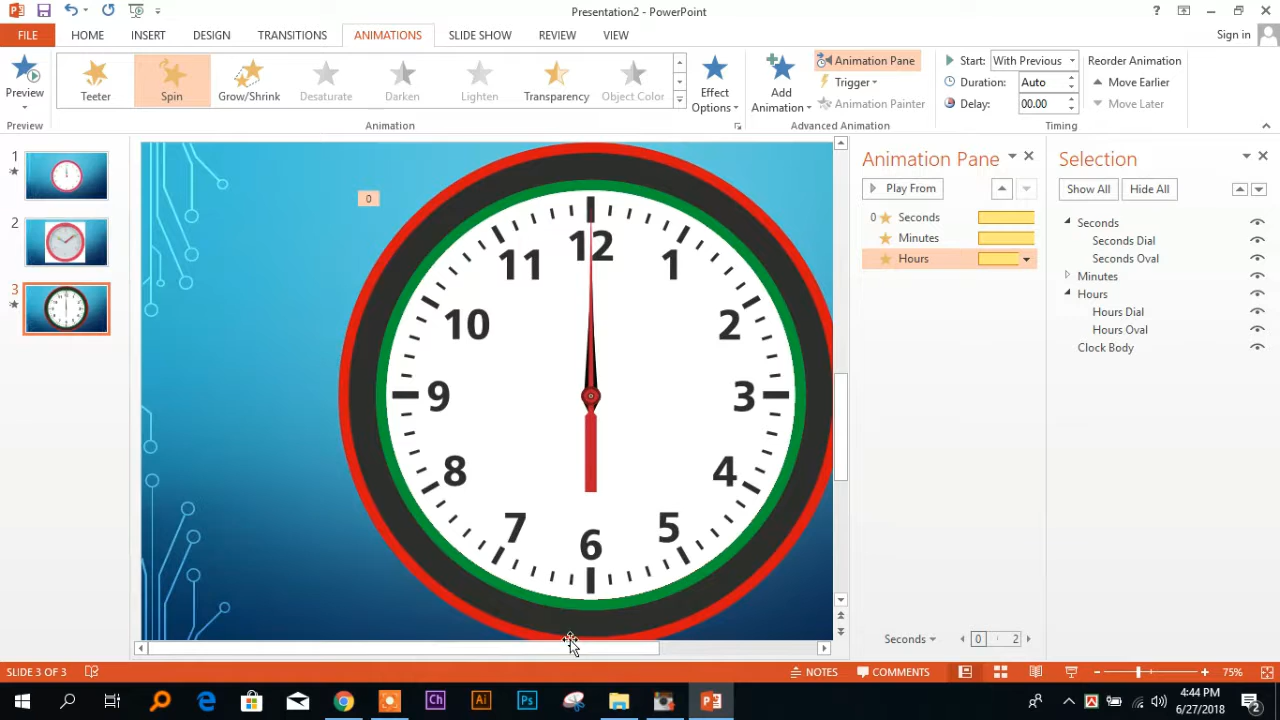 Presentation2 - PowerPoint
?
FILE HOME INSERT DESIGN TRANSITIONS ANIMATIONS SLIDE SHOW REVIEW VIEW Sign in
Preview
Teeter Spin Grow/Shrink Desaturate Darken Lighten Transparency Object Color
Effect Options
Add Animation
Animation Pane
Trigger
Animation Painter
Start: With Previous
Duration: Auto
Delay: 00.00
Reorder Animation
Move Earlier
Move Later
Preview Animation Advanced Animation Timing
1
2
3
0
12
1
2
3
4
5
6
7
8
9
10
11
Animation Pane
Play From
0 Seconds
Minutes
Hours
Seconds 0 2
Selection
Show All Hide All
Seconds
Seconds Dial
Seconds Oval
Minutes
Hours
Hours Dial
Hours Oval
Clock Body
SLIDE 3 OF 3 NOTES COMMENTS 75%
Ch Ai Ps
4:44 PM
6/27/2018
2